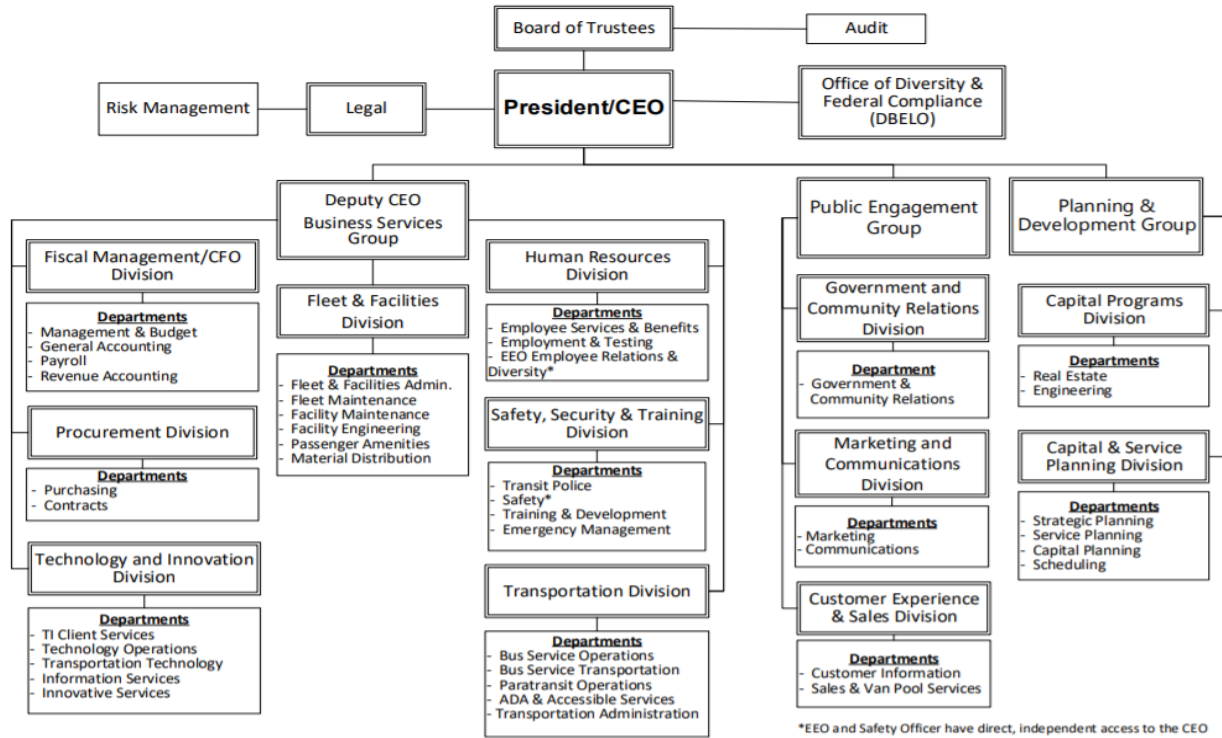 Board of Trustees
Audit
Risk Management
Legal
President/CEO
Office of Diversity &
Federal Compliance
(DBELO)
Deputy CEO
Business Services
Group
Public Engagement
Group
Planning &
Development Group
Fiscal Management/CFO
Division
Departments
- Management & Budget
- General Accounting
- Payroll
- Revenue Accounting
Procurement Division
Departments
- Purchasing
- Contracts
Technology and Innovation
Division
Departments
- TI Client Services
- Technology Operations
- Transportation Technology
- Information Services
- Innovative Services
Fleet & Facilities
Division
Departments
- Fleet & Facilities Admin.
- Fleet Maintenance
- Facility Maintenance
- Facility Engineering
- Passenger Amenities
- Material Distribution
Human Resources
Division
Departments
- Employee Services & Benefits
- Employment & Testing
- EEO Employee Relations &
Diversity*
Safety, Security & Training
Division
Departments
- Transit Police
- Safety*
- Training & Development
- Emergency Management
Transportation Division
Departments
- Bus Service Operations
- Bus Service Transportation
- Paratransit Operations
- ADA & Accessible Services
- Transportation Administration
Government and
Community Relations
Division
Department
- Government &
Community Relations
Marketing and
Communications
Division
Departments
- Marketing
- Communications
Customer Experience
& Sales Division
Departments
- Customer Information
- Sales & Van Pool Services
Capital Programs
Division
Departments
- Real Estate
- Engineering
Capital & Service
Planning Division
Departments
- Strategic Planning
- Service Planning
- Capital Planning
- Scheduling
*EEO and Safety Officer have direct, independent access to the CEO